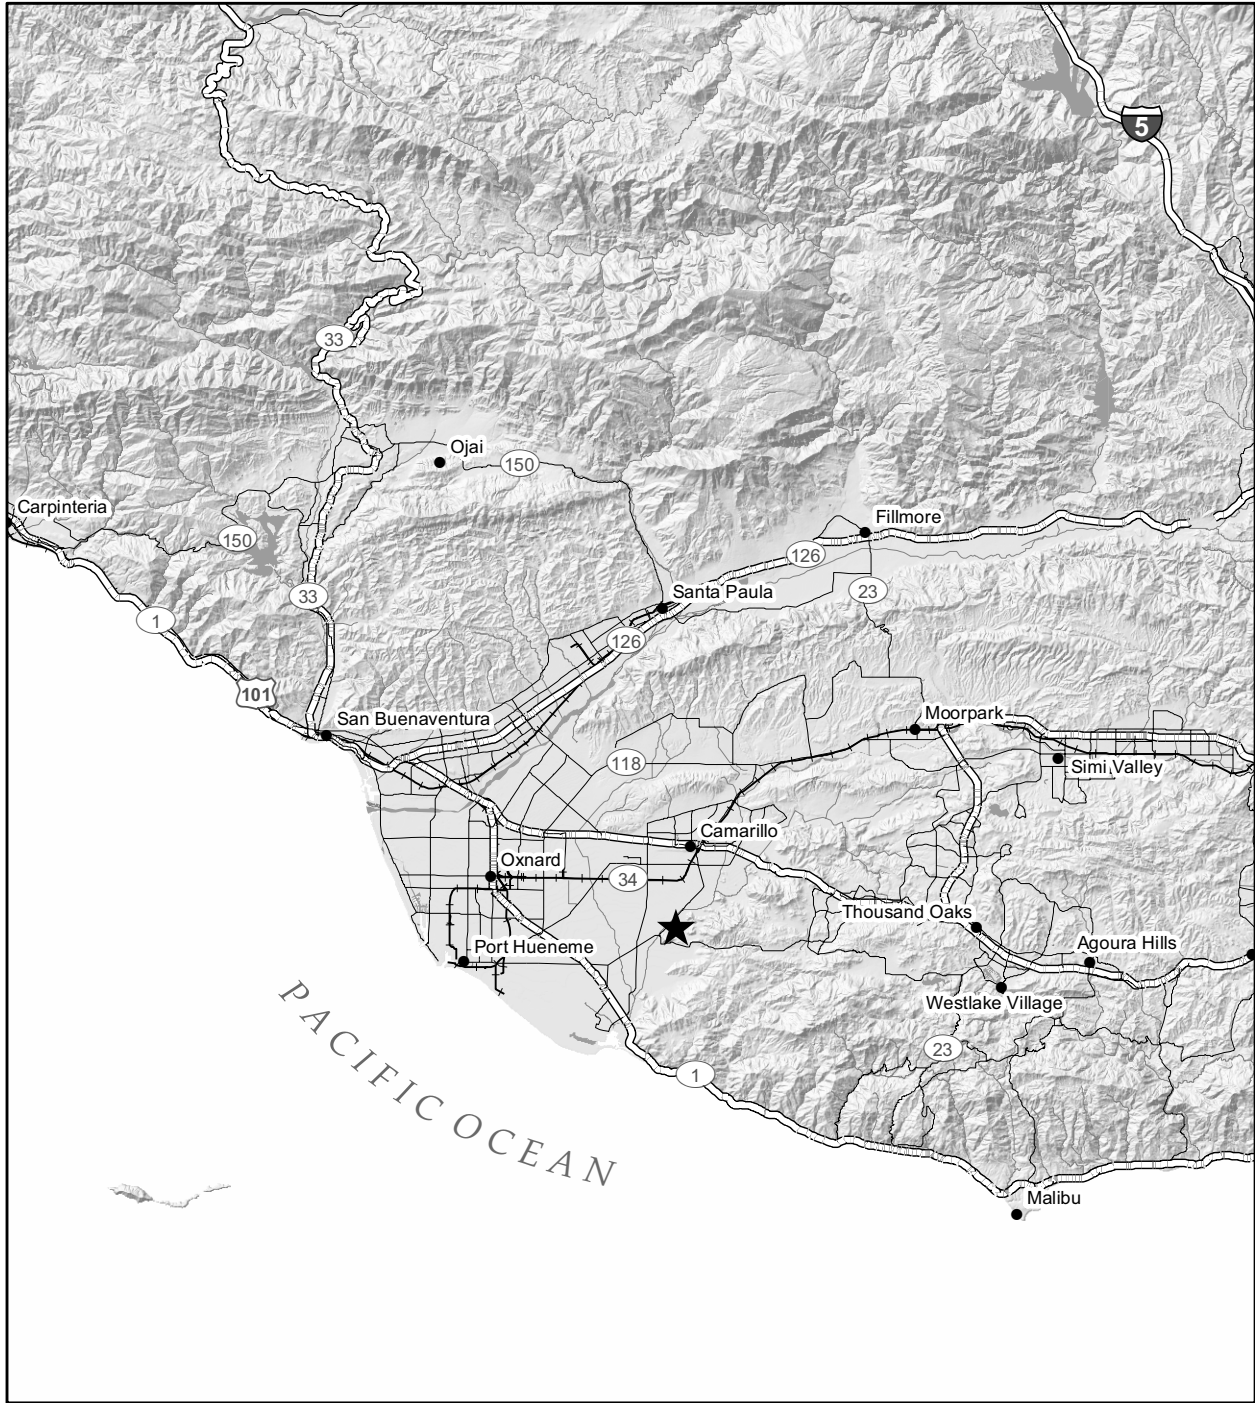 5
33
Ojai
150
Carpinteria
Fillmore
150
126
Santa Paula
33
23
1
126
101
San Buenaventura
Moorpark
118
Simi Valley
Camarillo
Oxnard
34
Thousand Oaks
Port Hueneme
Agoura Hills
Westlake Village
PACIFIC OCEAN
23
1
Malibu